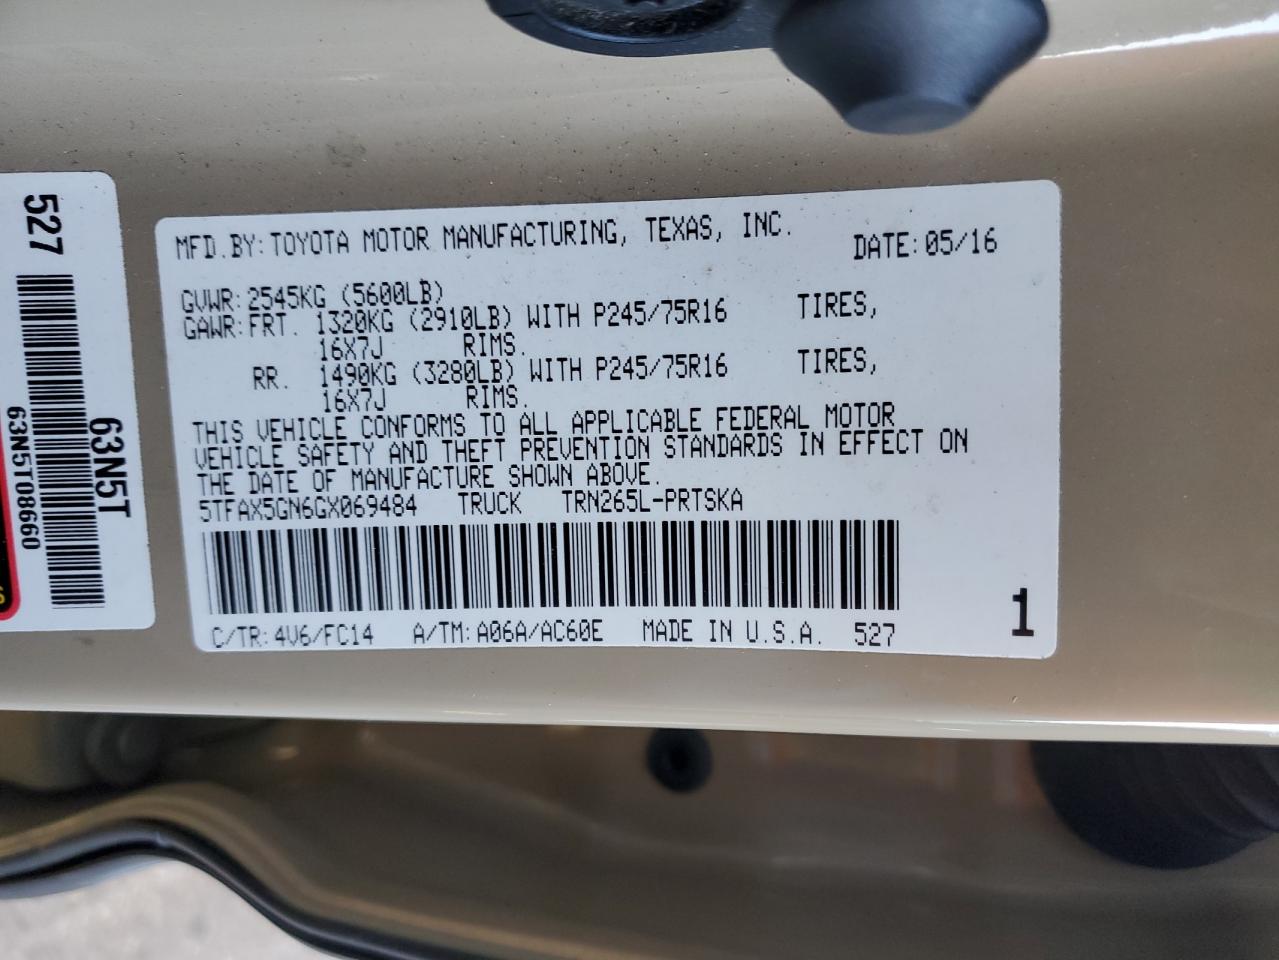 MFD.BY:TOYOTA MOTOR MANUFACTURING, TEXAS, INC. DATE:05/16
GVWR:2545KG (5600LB)
GAWR:FRT. 1320KG (2910LB) WITH P245/75R16 TIRES,
16X7J RIMS.
RR. 1490KG (3280LB) WITH P245/75R16 TIRES,
16X7J RIMS.
THIS VEHICLE CONFORMS TO ALL APPLICABLE FEDERAL MOTOR
VEHICLE SAFETY AND THEFT PREVENTION STANDARDS IN EFFECT ON
THE DATE OF MANUFACTURE SHOWN ABOVE.
5TFAX5GN6GX069484 TRUCK TRN265L-PRTSKA
C/TR:4V6/FC14 A/TM:A06A/AC60E MADE IN U.S.A. 527
1
527
63N5T
63N5T08660